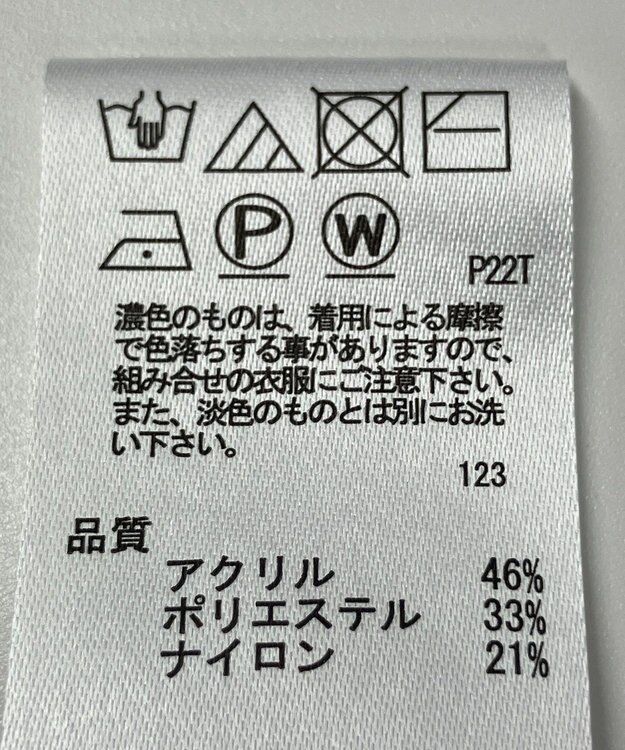 P W P22T
濃色のものは、着用による摩擦
で色落ちする事がありますので、
組み合せの衣服にご注意下さい。
また、淡色のものとは別にお洗
い下さい。
123
品質
アクリル 46%
ポリエステル 33%
ナイロン 21%